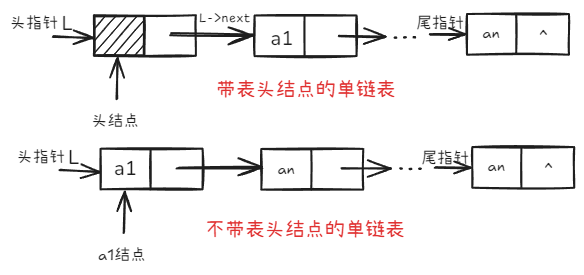 头指针 L
L->next
a1
尾指针
an
^
带表头结点的单链表
头结点
头指针 L
a1
an
尾指针
an
^
不带表头结点的单链表
a1结点